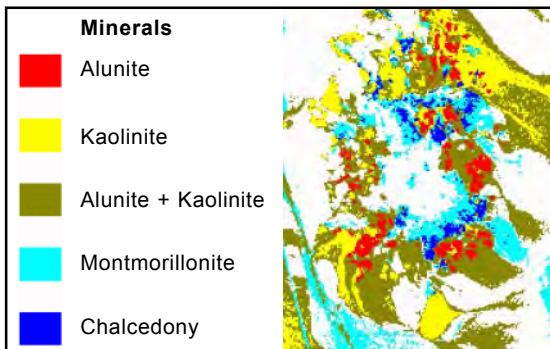 Minerals
Alunite
Kaolinite
Alunite + Kaolinite
Montmorillonite
Chalcedony